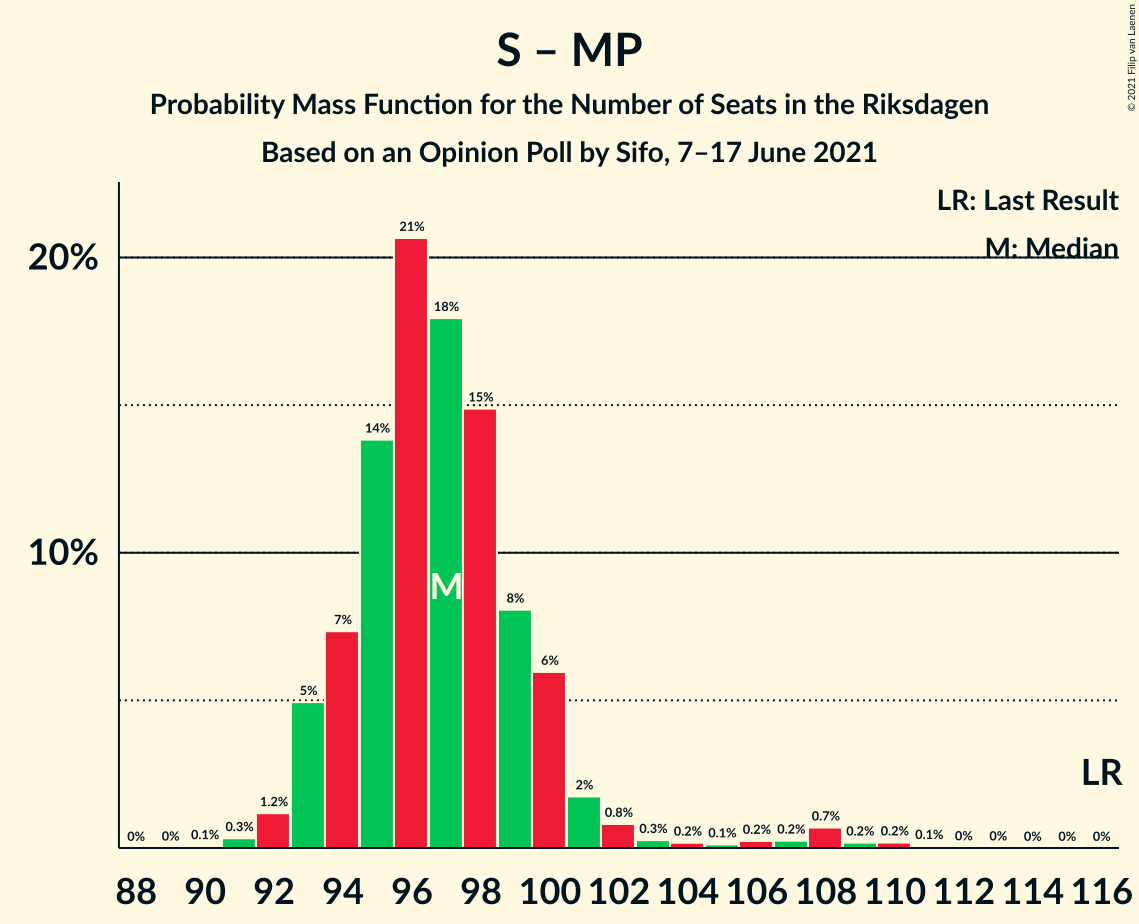 S – MP
Probability Mass Function for the Number of Seats in the Riksdagen
Based on an Opinion Poll by Sifo, 7–17 June 2021
© 2021 Filip van Laenen
LR: Last Result
M: Median
20%
10%
0% 0% 0.1% 0.3% 1.2% 5% 7% 14% 21% 18% 15% 8% 6% 2% 0.8% 0.3% 0.2% 0.1% 0.2% 0.2% 0.7% 0.2% 0.2% 0.1% 0% 0% 0% 0% 0%
M
LR
88 90 92 94 96 98 100 102 104 106 108 110 112 114 116